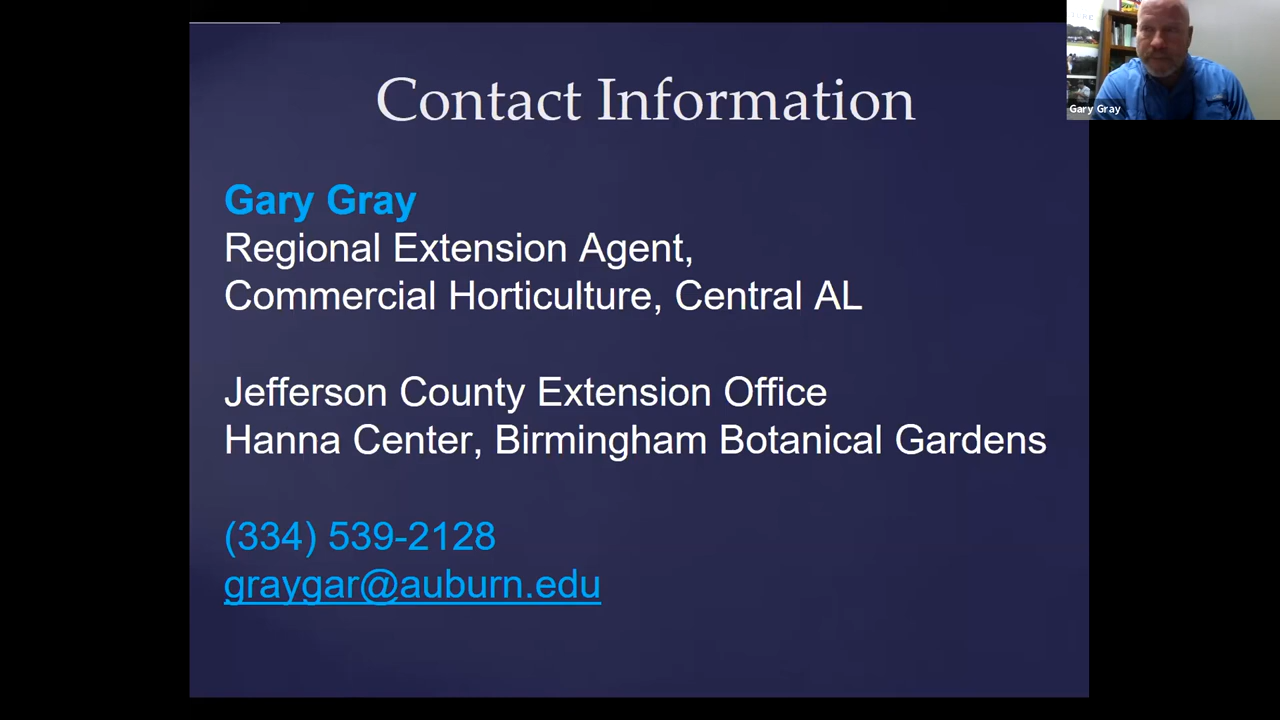 Contact Information
Gary Gray
Gary Gray
Regional Extension Agent,
Commercial Horticulture, Central AL
Jefferson County Extension Office
Hanna Center, Birmingham Botanical Gardens
(334) 539-2128
graygar@auburn.edu